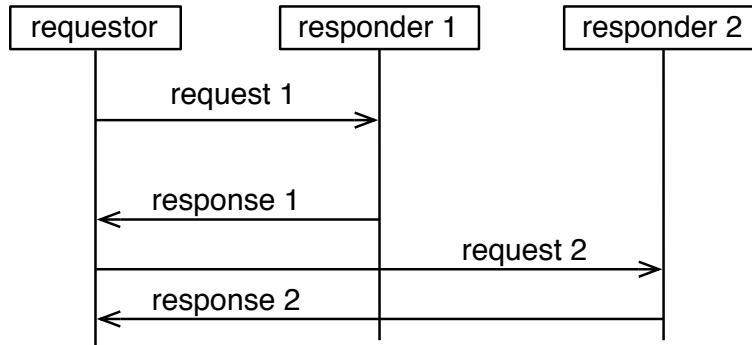 requestor
responder 1
responder 2
request 1
response 1
request 2
response 2